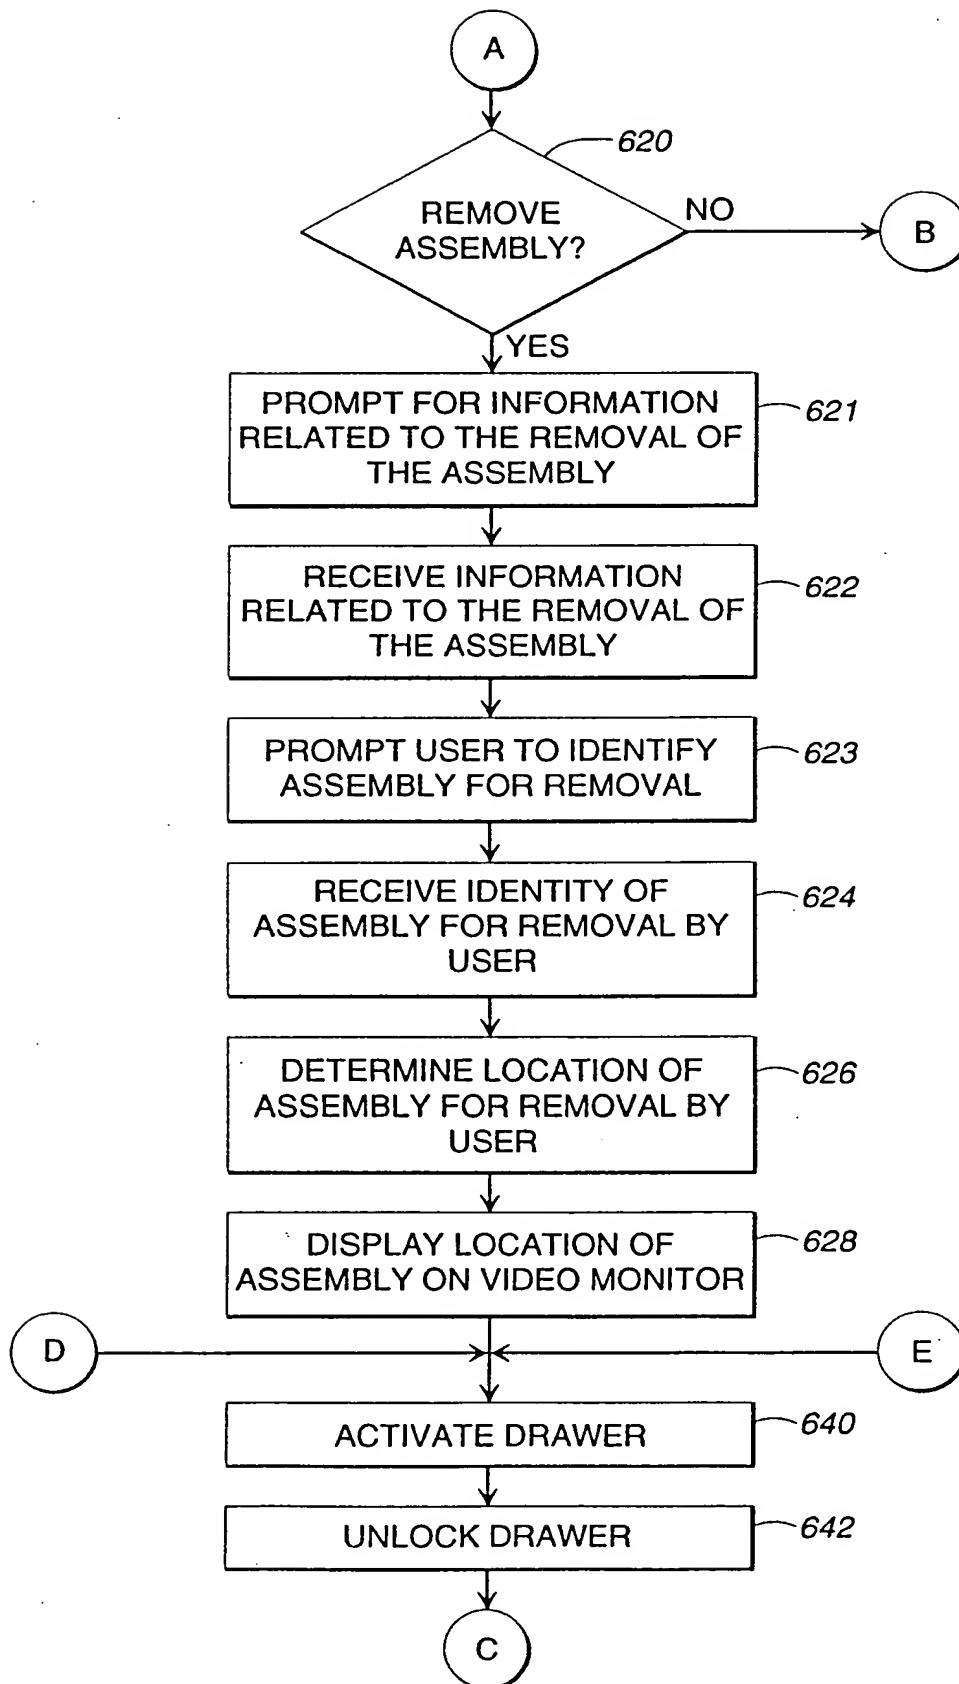 A
620
REMOVE
ASSEMBLY?
NO
B
YES
PROMPT FOR INFORMATION
RELATED TO THE REMOVAL OF
THE ASSEMBLY
621
RECEIVE INFORMATION
RELATED TO THE REMOVAL OF
THE ASSEMBLY
622
PROMPT USER TO IDENTIFY
ASSEMBLY FOR REMOVAL
623
RECEIVE IDENTITY OF
ASSEMBLY FOR REMOVAL BY
USER
624
DETERMINE LOCATION OF
ASSEMBLY FOR REMOVAL BY
USER
626
DISPLAY LOCATION OF
ASSEMBLY ON VIDEO MONITOR
628
D
E
ACTIVATE DRAWER
640
UNLOCK DRAWER
642
C